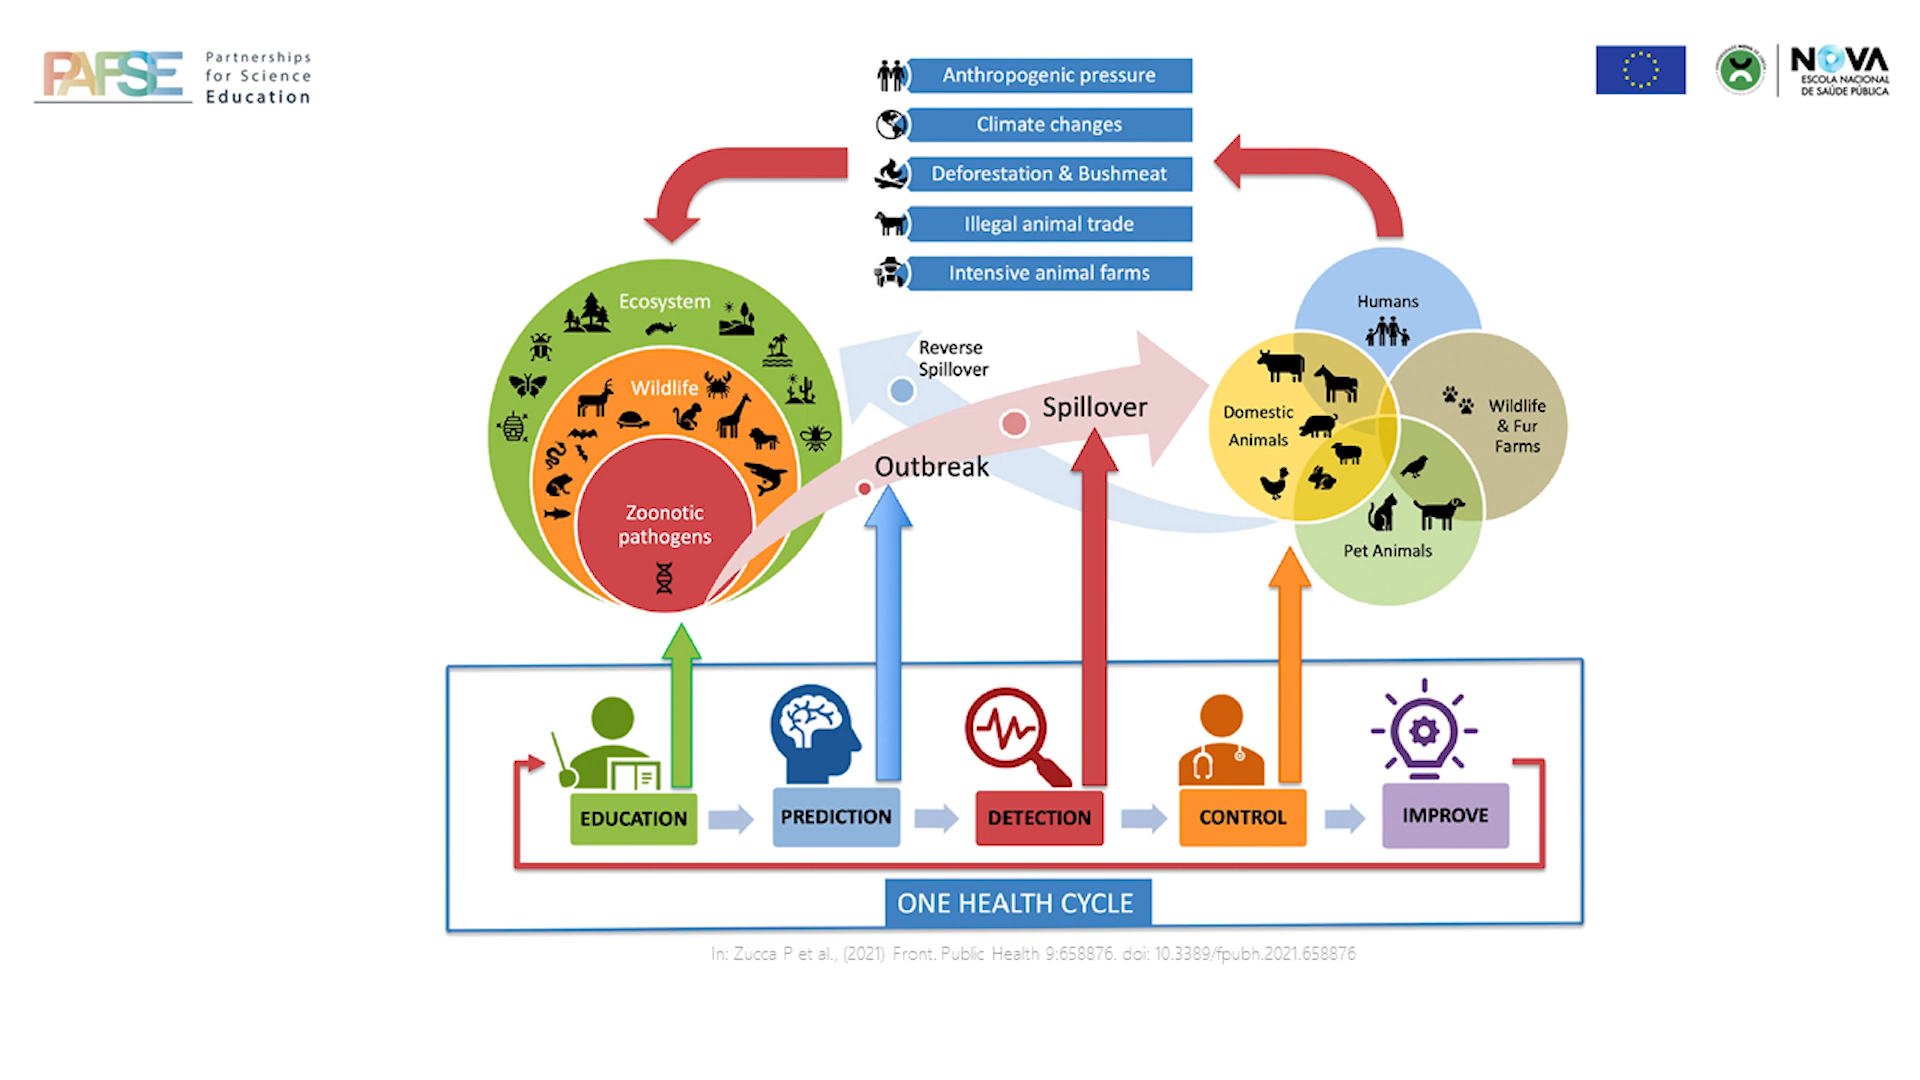 PAFSE
Partnerships
for Science
Education
NOVA
ESCOLA NACIONAL
DE SAÚDE PÚBLICA
Anthropogenic pressure
Climate changes
Deforestation & Bushmeat
Illegal animal trade
Intensive animal farms
Ecosystem
Wildlife
Zoonotic
pathogens
Reverse
Spillover
Spillover
Outbreak
Humans
Domestic
Animals
Wildlife
& Fur
Farms
Pet Animals
EDUCATION
PREDICTION
DETECTION
CONTROL
IMPROVE
ONE HEALTH CYCLE
In: Zucca P et al., (2021) Front. Public Health 9:658876. doi: 10.3389/fpubh.2021.658876